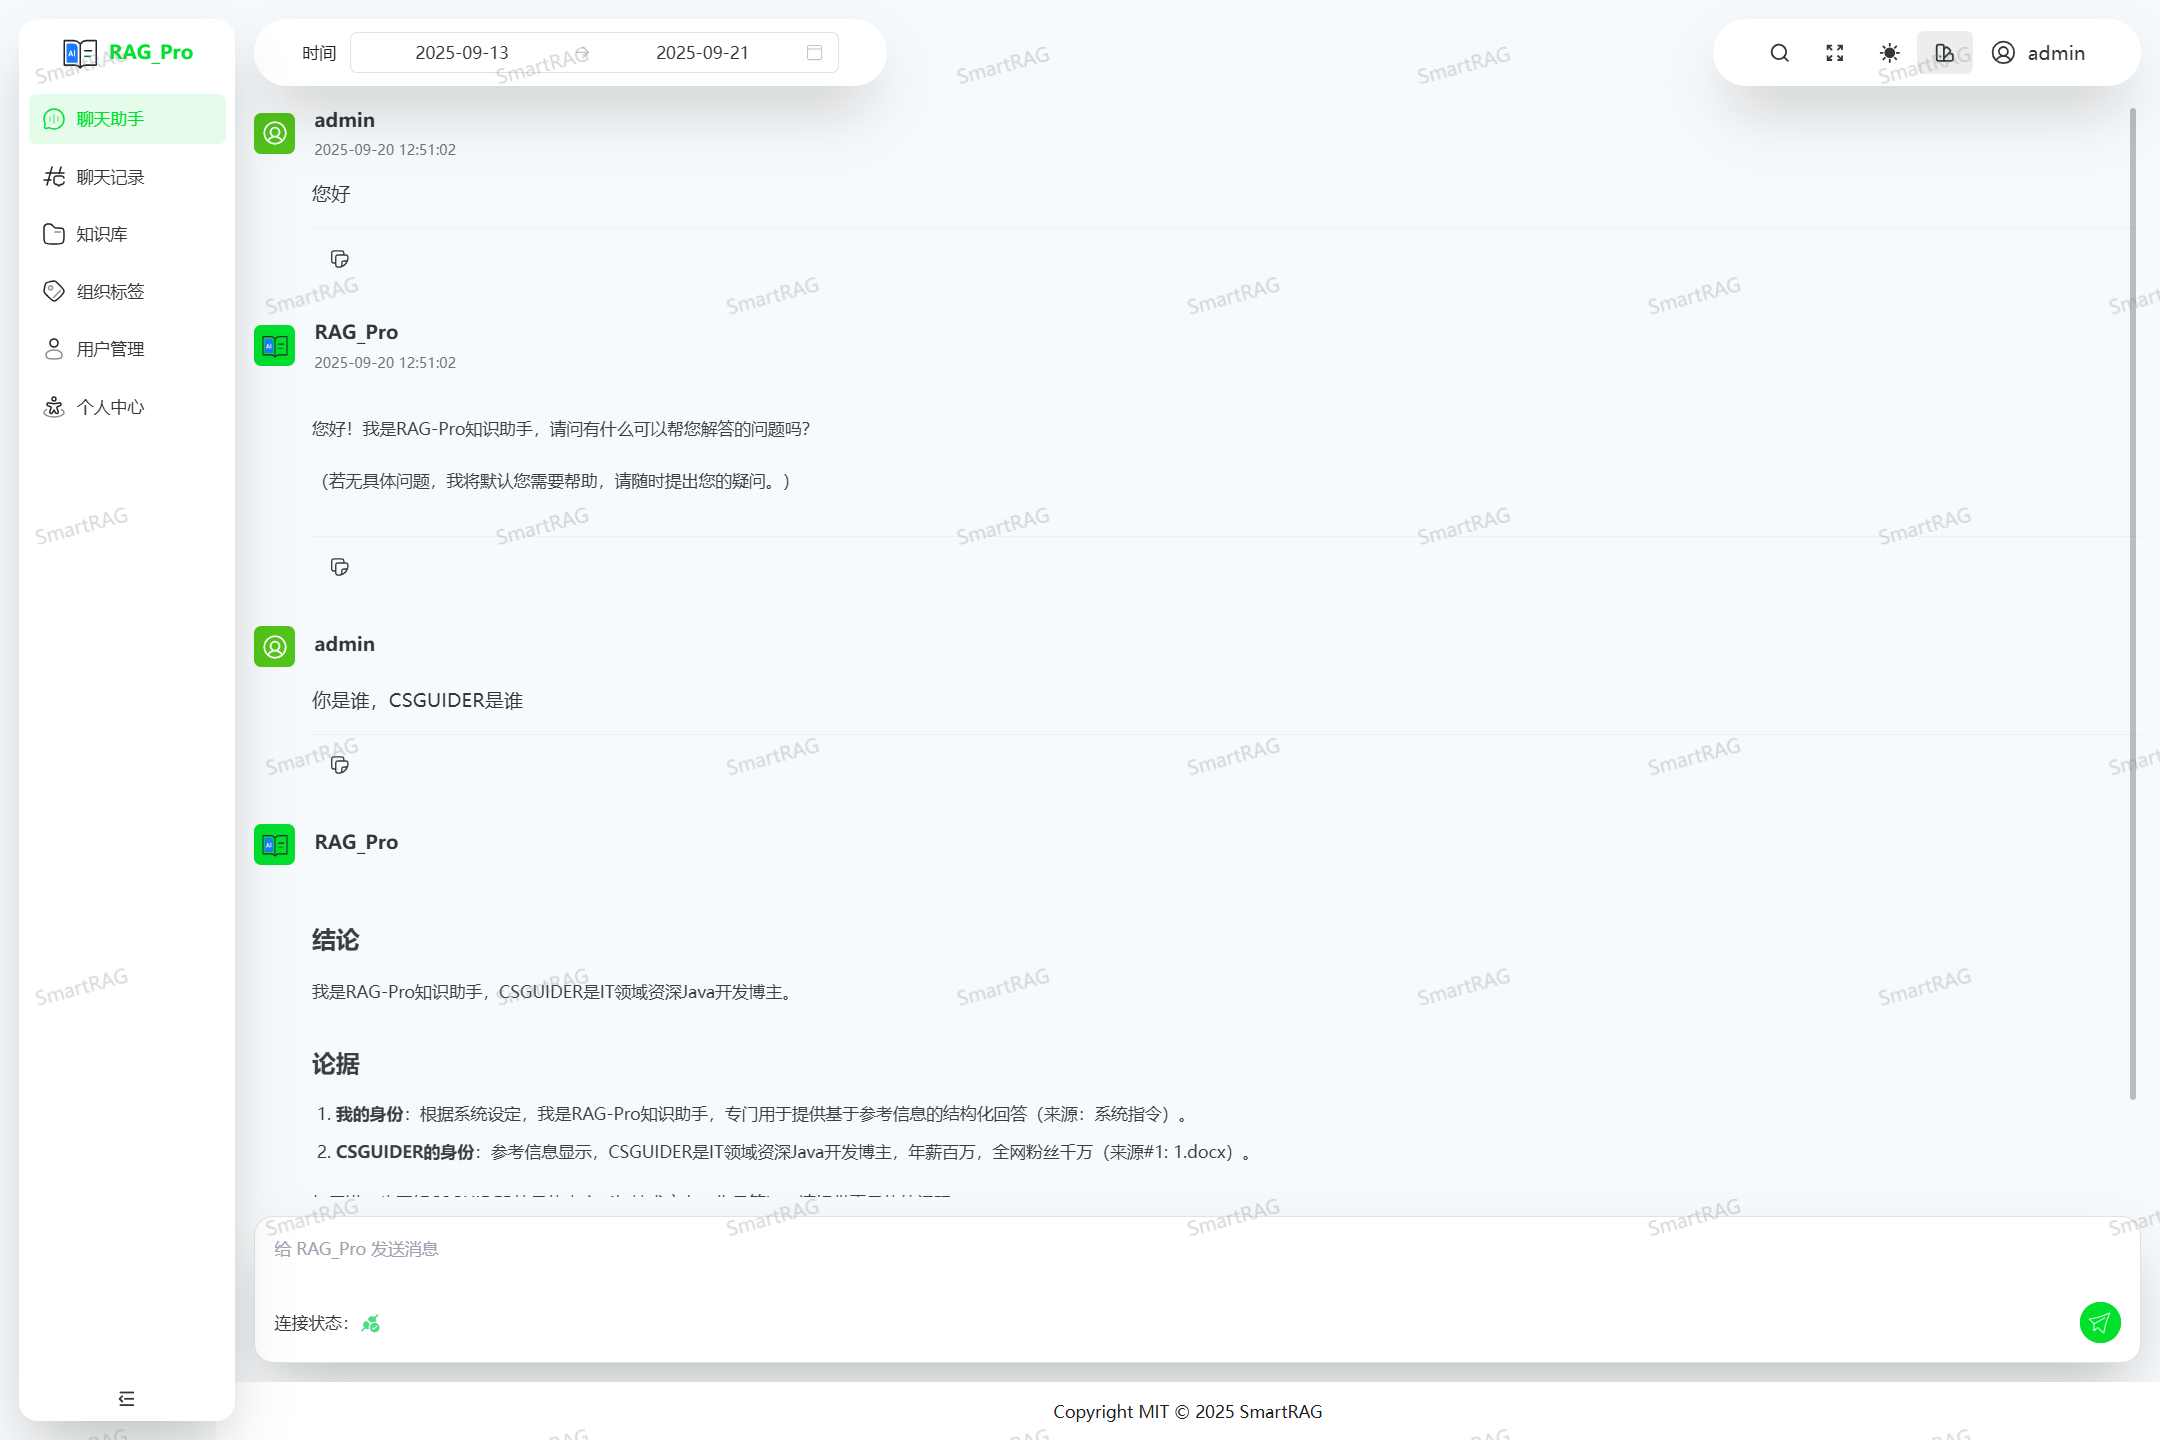 RAG_Pro
聊天助手
聊天记录
知识库
组织标签
用户管理
个人中心
时间 2025-09-13 2025-09-21
admin
admin
2025-09-20 12:51:02
您好
RAG_Pro
2025-09-20 12:51:02
您好！我是RAG-Pro知识助手，请问有什么可以帮您解答的问题吗？
（若无具体问题，我将默认您需要帮助，请随时提出您的疑问。）
admin
你是谁，CSGUIDER是谁
RAG_Pro
结论
我是RAG-Pro知识助手，CSGUIDER是IT领域资深Java开发博主。
论据
1. 我的身份：根据系统设定，我是RAG-Pro知识助手，专门用于提供基于参考信息的结构化回答（来源：系统指令）。
2. CSGUIDER的身份：参考信息显示，CSGUIDER是IT领域资深Java开发博主，年薪百万，全网粉丝千万（来源#1: 1.docx）。
给 RAG_Pro 发送消息
连接状态：
Copyright MIT © 2025 SmartRAG
SmartRAG